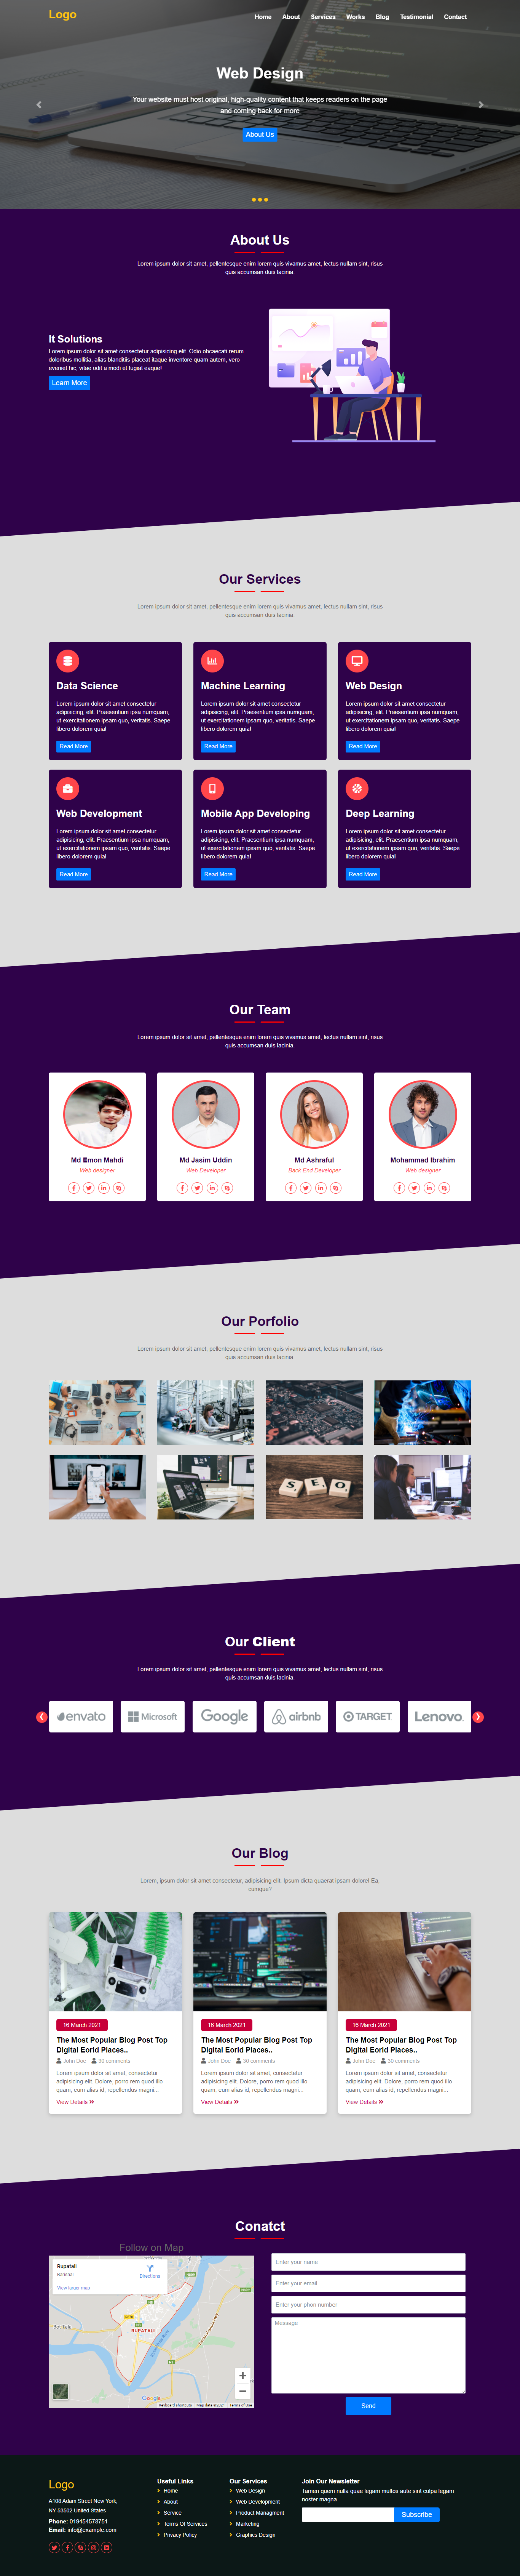 Logo
Home About Services Works Blog Testimonial Contact
Web Design
Your website must host original, high-quality content that keeps readers on the page
and coming back for more
About Us
About Us
Lorem ipsum dolor sit amet, pellentesque enim lorem quis vivamus amet, lectus nullam sint, risus
quis accumsan duis lacinia.
It Solutions
Lorem ipsum dolor sit amet consectetur adipisicing elit. Odio obcaecati rerum
doloribus mollitia, alias blanditiis placeat itaque inventore quam autem, vero
eveniet hic, vitae odit a modi et fugiat eaque!
Learn More
Our Services
Lorem ipsum dolor sit amet, pellentesque enim lorem quis vivamus amet, lectus nullam sint, risus
quis accumsan duis lacinia.
Data Science
Lorem ipsum dolor sit amet consectetur
adipisicing, elit. Praesentium ipsa numquam,
ut exercitationem ipsam quo, veritatis. Saepe
libero dolorem quia!
Read More
Machine Learning
Lorem ipsum dolor sit amet consectetur
adipisicing, elit. Praesentium ipsa numquam,
ut exercitationem ipsam quo, veritatis. Saepe
libero dolorem quia!
Read More
Web Design
Lorem ipsum dolor sit amet consectetur
adipisicing, elit. Praesentium ipsa numquam,
ut exercitationem ipsam quo, veritatis. Saepe
libero dolorem quia!
Read More
Web Development
Lorem ipsum dolor sit amet consectetur
adipisicing, elit. Praesentium ipsa numquam,
ut exercitationem ipsam quo, veritatis. Saepe
libero dolorem quia!
Read More
Mobile App Developing
Lorem ipsum dolor sit amet consectetur
adipisicing, elit. Praesentium ipsa numquam,
ut exercitationem ipsam quo, veritatis. Saepe
libero dolorem quia!
Read More
Deep Learning
Lorem ipsum dolor sit amet consectetur
adipisicing, elit. Praesentium ipsa numquam,
ut exercitationem ipsam quo, veritatis. Saepe
libero dolorem quia!
Read More
Our Team
Lorem ipsum dolor sit amet, pellentesque enim lorem quis vivamus amet, lectus nullam sint, risus
quis accumsan duis lacinia.
Md Emon Mahdi
Web designer
Md Jasim Uddin
Web Developer
Md Ashraful
Back End Developer
Mohammad Ibrahim
Web designer
Our Porfolio
Lorem ipsum dolor sit amet, pellentesque enim lorem quis vivamus amet, lectus nullam sint, risus
quis accumsan duis lacinia.
SEO
Our Client
Lorem ipsum dolor sit amet, pellentesque enim lorem quis vivamus amet, lectus nullam sint, risus
quis accumsan duis lacinia.
envato
Microsoft
Google
airbnb
TARGET
Lenovo.
Our Blog
Lorem, ipsum dolor sit amet consectetur, adipisicing elit. Ipsum dicta quaerat ipsam dolorel Ea,
cumque?
16 March 2021
The Most Popular Blog Post Top
Digital Eorld Places..
John Doe 30 comments
Lorem ipsum dolor sit amet, consectetur
adipisicing elit. Dolore, porro rem quod illo
quam, eum alias id, repellendus magni...
View Details
16 March 2021
The Most Popular Blog Post Top
Digital Eorld Places..
John Doe 30 comments
Lorem ipsum dolor sit amet, consectetur
adipisicing elit. Dolore, porro rem quod illo
quam, eum alias id, repellendus magni...
View Details
16 March 2021
The Most Popular Blog Post Top
Digital Eorld Places..
John Doe 30 comments
Lorem ipsum dolor sit amet, consectetur
adipisicing elit. Dolore, porro rem quod illo
quam, eum alias id, repellendus magni...
View Details
Conatct
Follow on Map
Rupatali
Barishal
Directions
View larger map
RUPATALI
Google
Keyboard shortcuts Map data ©2021 Terms of Use
Enter your name
Enter your email
Enter your phon number
Message
Send
Logo
A108 Adam Street New York,
NY 53502 United States
Phone: 019454578751
Email: info@example.com
Useful Links
Home
About
Service
Terms Of Services
Privacy Policy
Our Services
Web Design
Web Development
Product Managment
Marketing
Graphics Design
Join Our Newsletter
Tamen quem nulla quae legam multos aute sint culpa legam
noster magna
Subscribe